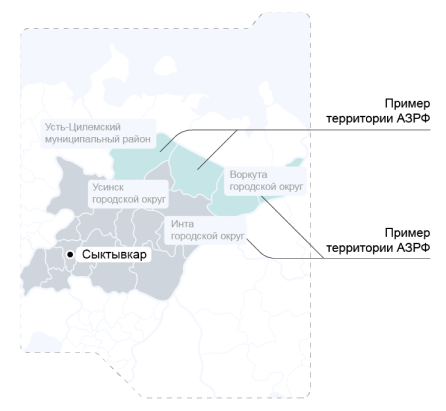 Пример
территории АЗРФ
Усть-Цилемский
муниципальный район
Воркута
городской округ
Усинск
городской округ
Инта
городской округ
Пример
территории АЗРФ
Сыктывкар